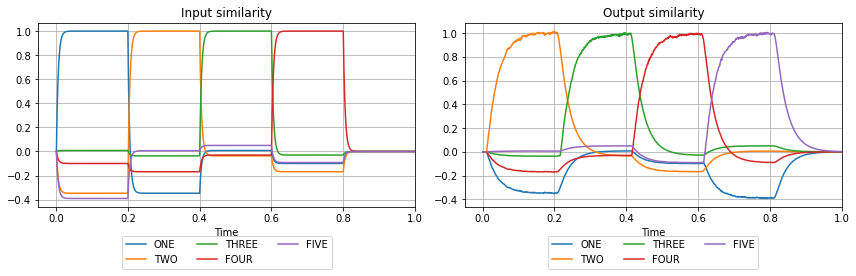 Input similarity
1.0
0.8
0.6
0.4
0.2
0.0
−0.2
−0.4
0.0 0.2 0.4 0.6 0.8 1.0
Time
ONE THREE FIVE
TWO FOUR
Output similarity
1.0
0.8
0.6
0.4
0.2
0.0
−0.2
−0.4
0.0 0.2 0.4 0.6 0.8 1.0
Time
ONE THREE FIVE
TWO FOUR